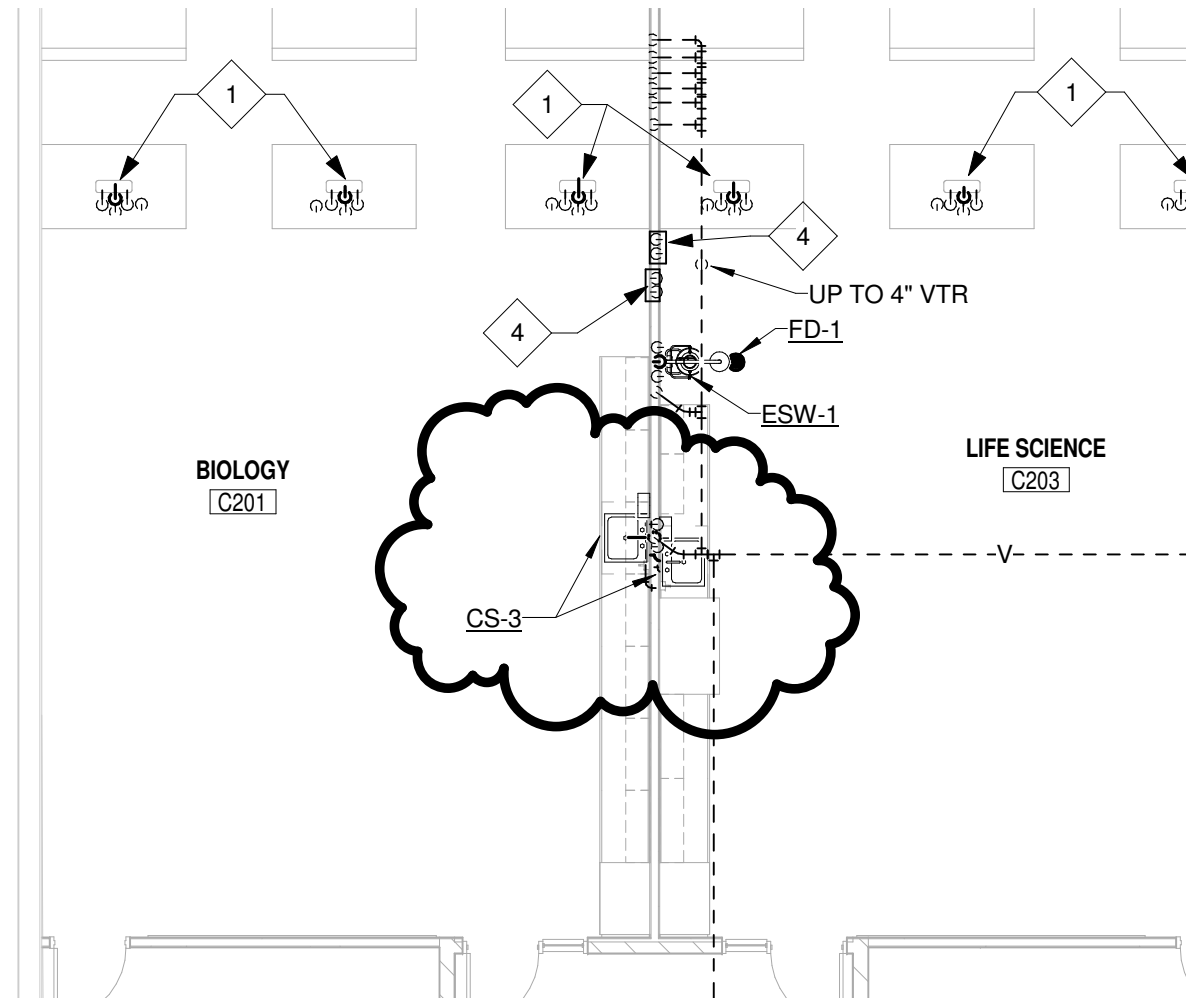 1
1
1
4
UP TO 4" VTR
4
FD-1
ESW-1
BIOLOGY
C201
LIFE SCIENCE
C203
V
CS-3